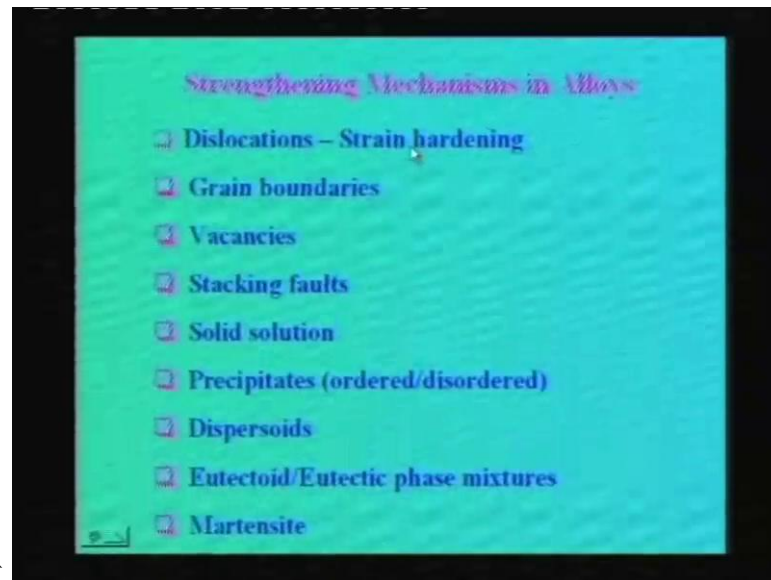 Strengthening Mechanisms in Alloys
Dislocations – Strain hardening
Grain boundaries
Vacancies
Stacking faults
Solid solution
Precipitates (ordered/disordered)
Dispersoids
Eutectoid/Eutectic phase mixtures
Martensite